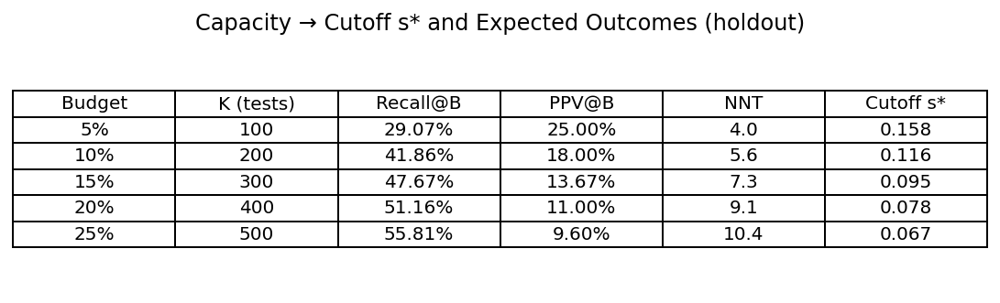 Capacity → Cutoff s* and Expected Outcomes (holdout)
Budget K (tests) Recall@B PPV@B NNT Cutoff s*
5% 100 29.07% 25.00% 4.0 0.158
10% 200 41.86% 18.00% 5.6 0.116
15% 300 47.67% 13.67% 7.3 0.095
20% 400 51.16% 11.00% 9.1 0.078
25% 500 55.81% 9.60% 10.4 0.067